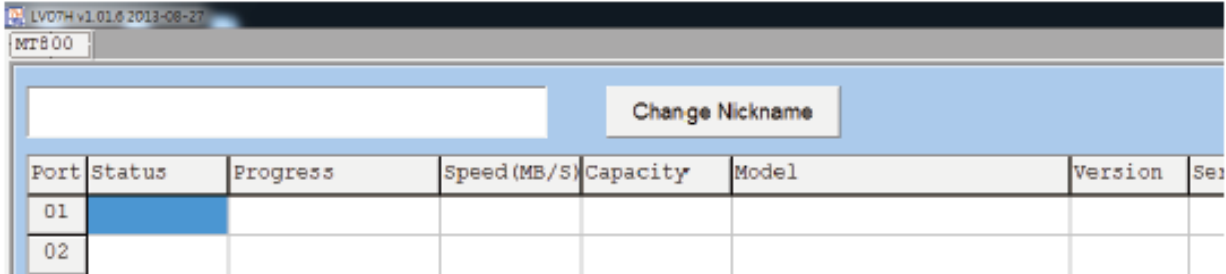 LV07H v1.01.6 2013-08-27
MT800
Change Nickname
Port Status Progress Speed(MB/S) Capacity Model Version Ser
01
02